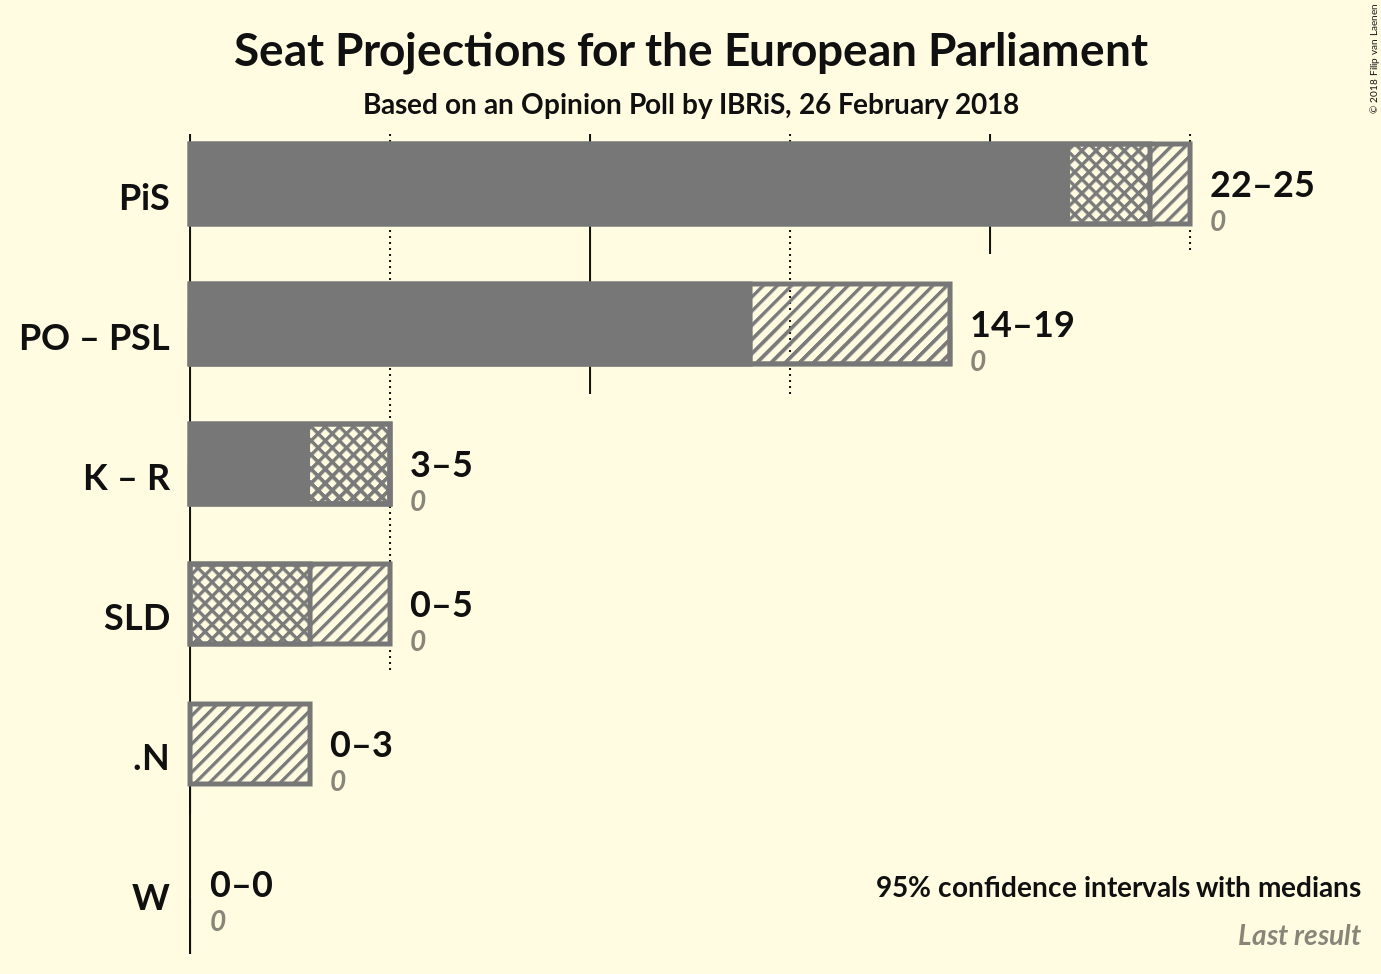 Seat Projections for the European Parliament
Based on an Opinion Poll by IBRiS, 26 February 2018
© 2018 Filip van Laenen
PiS
22–25
0
PO – PSL
14–19
0
K – R
3–5
0
SLD
0–5
0
.N
0–3
0
W
0–0
0
95% confidence intervals with medians
Last result